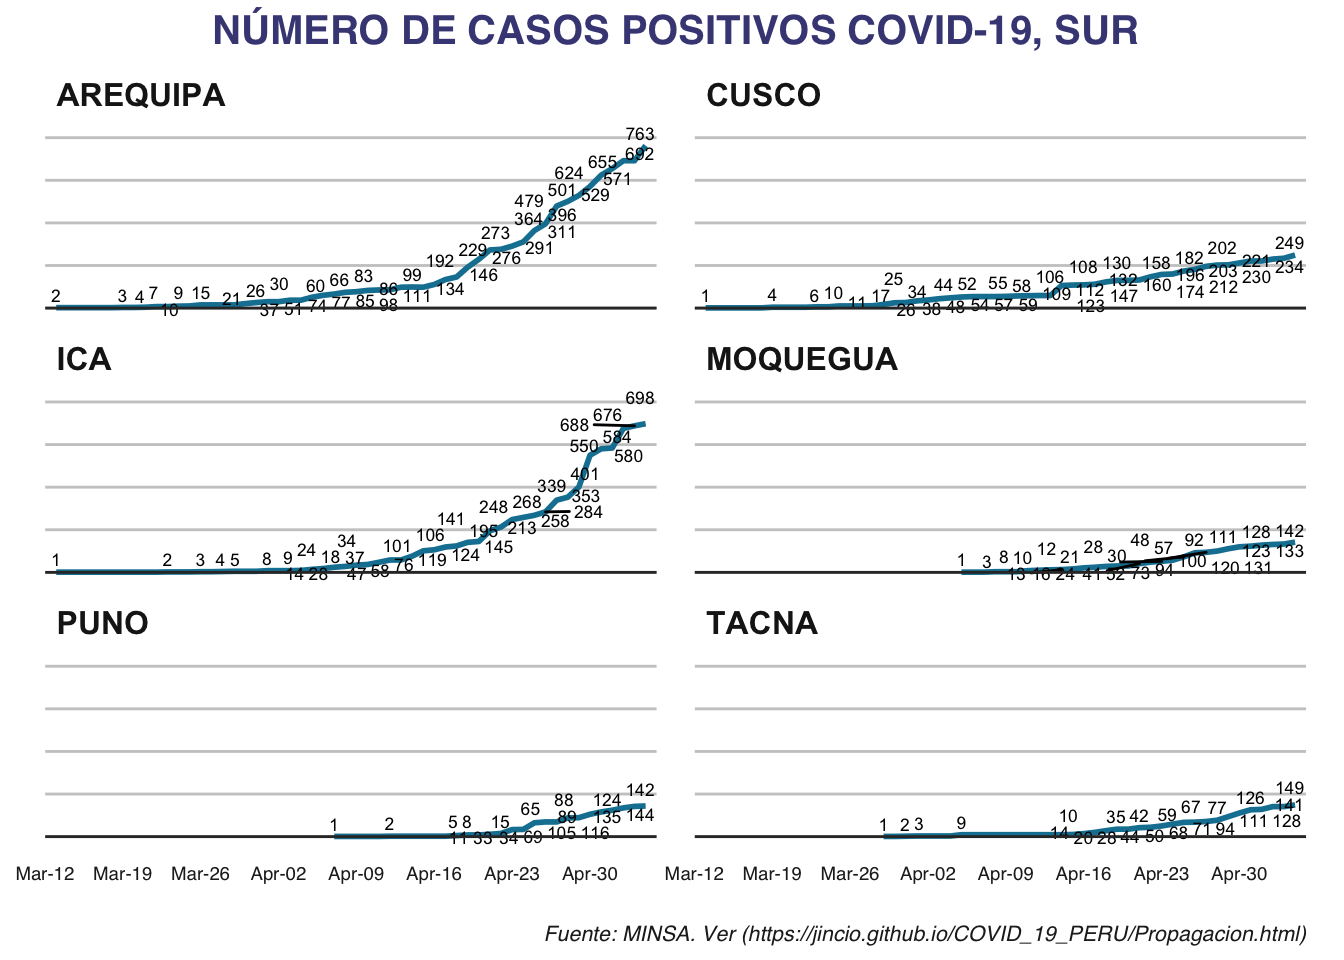 NÚMERO DE CASOS POSITIVOS COVID-19, SUR
AREQUIPA
2 3 4 7 10 9 15 21 26 30 37 51 60 74 66 77 83 85 86 98 99 111 192 134 229 146 273 276 479 364 291 501 396 311 624 529 655 571 692 763
CUSCO
1 4 6 10 11 17 25 26 34 38 44 48 52 54 55 57 58 59 106 109 108 112 123 130 132 147 158 160 182 196 174 202 203 212 221 230 249 234
ICA
1 2 3 4 5 8 9 14 24 28 18 34 37 47 58 101 76 106 119 141 124 195 145 248 213 268 258 339 284 353 401 550 688 676 584 580 698
MOQUEGUA
1 3 8 10 13 12 16 21 24 28 41 30 52 48 73 57 94 92 100 111 120 128 123 131 142 133
PUNO
1 2 5 8 11 33 15 34 65 69 88 89 105 116 124 135 142 144
TACNA
1 2 3 9 14 10 20 28 35 44 42 50 59 68 67 71 77 94 126 111 149 141 128
Mar-12 Mar-19 Mar-26 Apr-02 Apr-09 Apr-16 Apr-23 Apr-30 Mar-12 Mar-19 Mar-26 Apr-02 Apr-09 Apr-16 Apr-23 Apr-30
Fuente: MINSA. Ver (https://jincio.github.io/COVID_19_PERU/Propagacion.html)